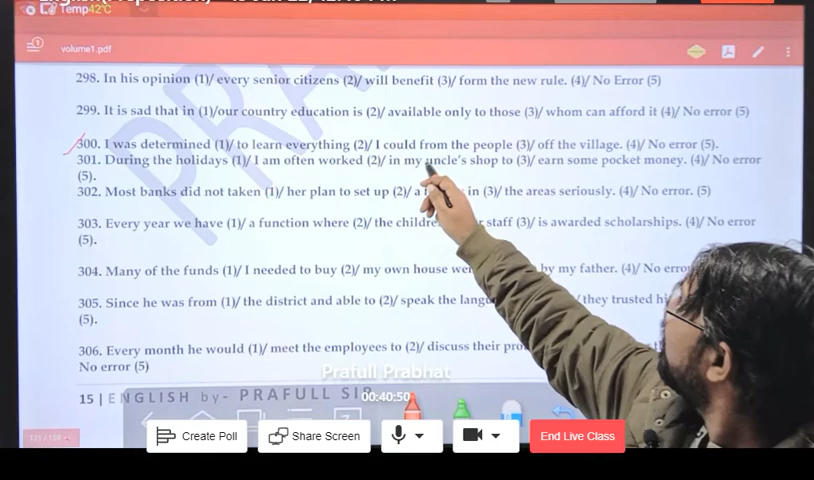 Temp42°C
volume1.pdf
298. In his opinion (1)/ every senior citizens (2)/ will benefit (3)/ form the new rule. (4)/ No Error (5)
299. It is sad that in (1)/our country education is (2)/ available only to those (3)/ whom can afford it (4)/ No error (5)
300. I was determined (1)/ to learn everything (2)/ I could from the people (3)/ off the village. (4)/ No error (5).
301. During the holidays (1)/ I am often worked (2)/ in my uncle's shop to (3)/ earn some pocket money. (4)/ No error
(5).
302. Most banks did not taken (1)/ her plan to set up (2)/ a in (3)/ the areas seriously. (4)/ No error. (5)
303. Every year we have (1)/ a function where (2)/ the staff (3)/ is awarded scholarships. (4)/ No error
(5).
304. Many of the funds (1)/ I needed to buy (2)/ my own house by my father. (4)/ No
305. Since he was from (1)/ the district and able to (2)/ speak the they trusted
(5).
306. Every month he would (1)/ meet the employees to (2)/ discuss their
No error (5)
Prafull Prabhat
15 | ENGLISH by- PRAFULL SIR
00:40:50
Create Poll
Share Screen
End Live Class